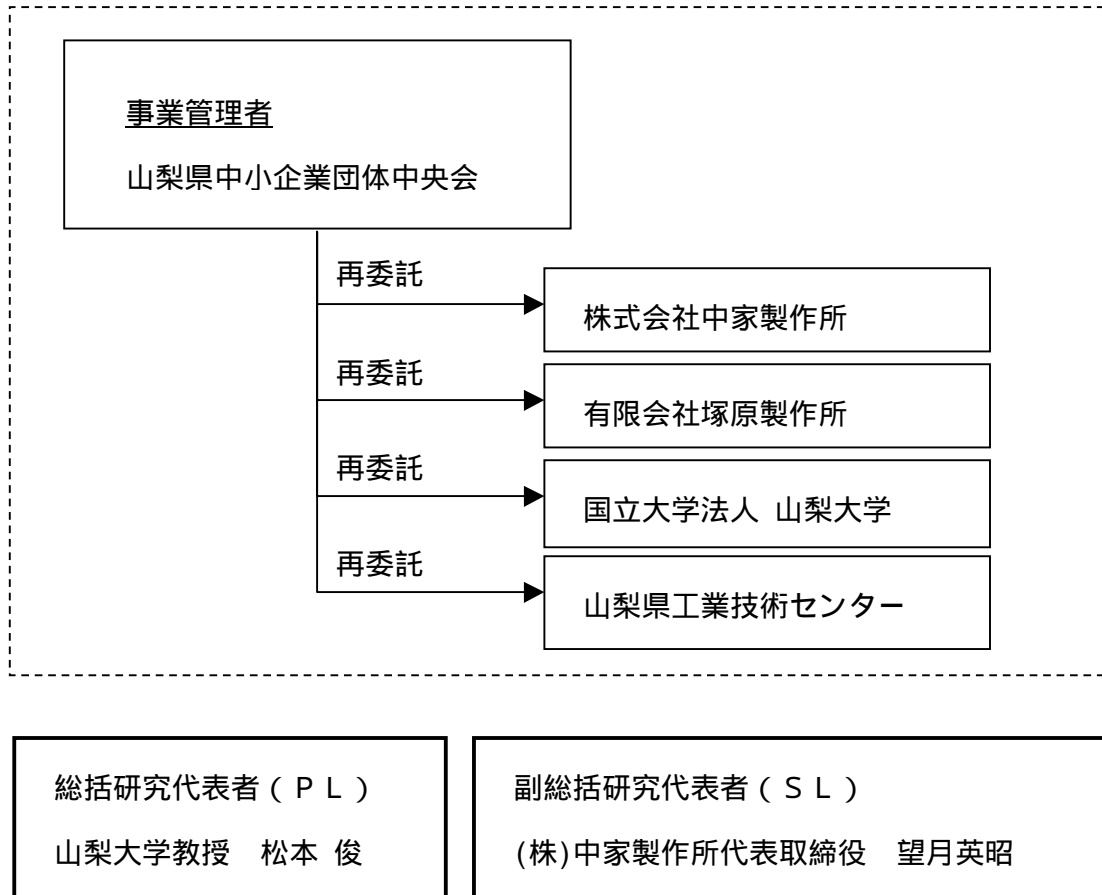 事業管理者
山梨県中小企業団体中央会
再委託
株式会社中家製作所
再委託
有限会社塚原製作所
再委託
国立大学法人 山梨大学
再委託
山梨県工業技術センター
総括研究代表者(PL)
山梨大学教授 松本 俊
副総括研究代表者(SL)
(株)中家製作所代表取締役 望月英昭